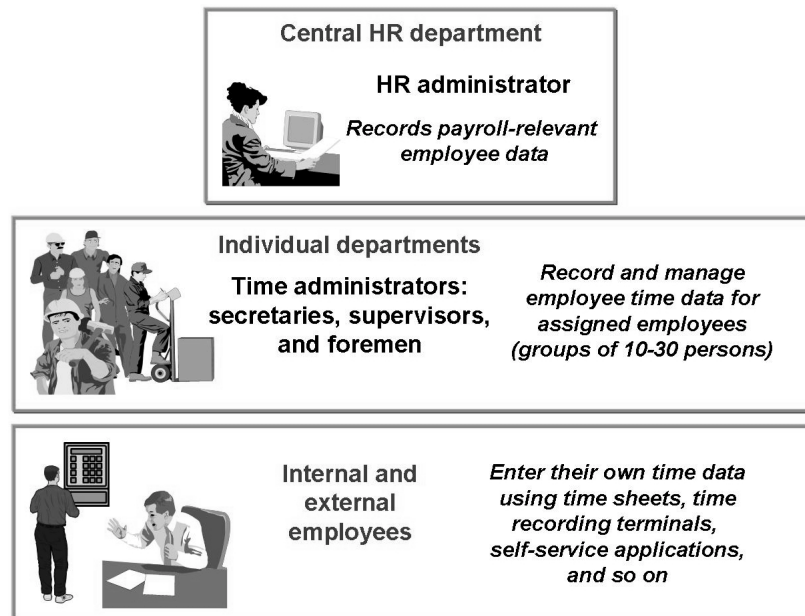 Central HR department
HR administrator
Records payroll-relevant
employee data
Individual departments
Time administrators:
secretaries, supervisors,
and foremen
Record and manage
employee time data for
assigned employees
(groups of 10-30 persons)
Internal and
external
employees
Enter their own time data
using time sheets, time
recording terminals,
self-service applications,
and so on